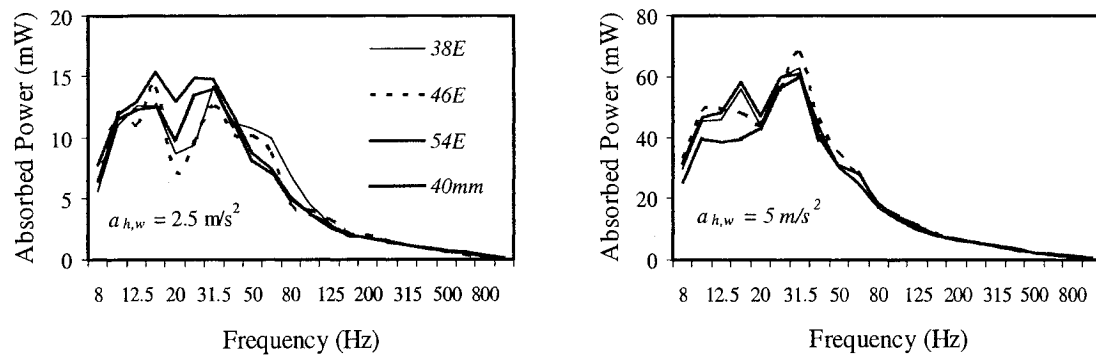 Absorbed Power (mW)
20
15
10
5
0
38E
46E
54E
40mm
a h,w = 2.5 m/s²
8 12.5 20 31.5 50 80 125 200 315 500 800
Frequency (Hz)
Absorbed Power (mW)
80
60
40
20
0
a h,w = 5 m/s²
8 12.5 20 31.5 50 80 125 200 315 500 800
Frequency (Hz)